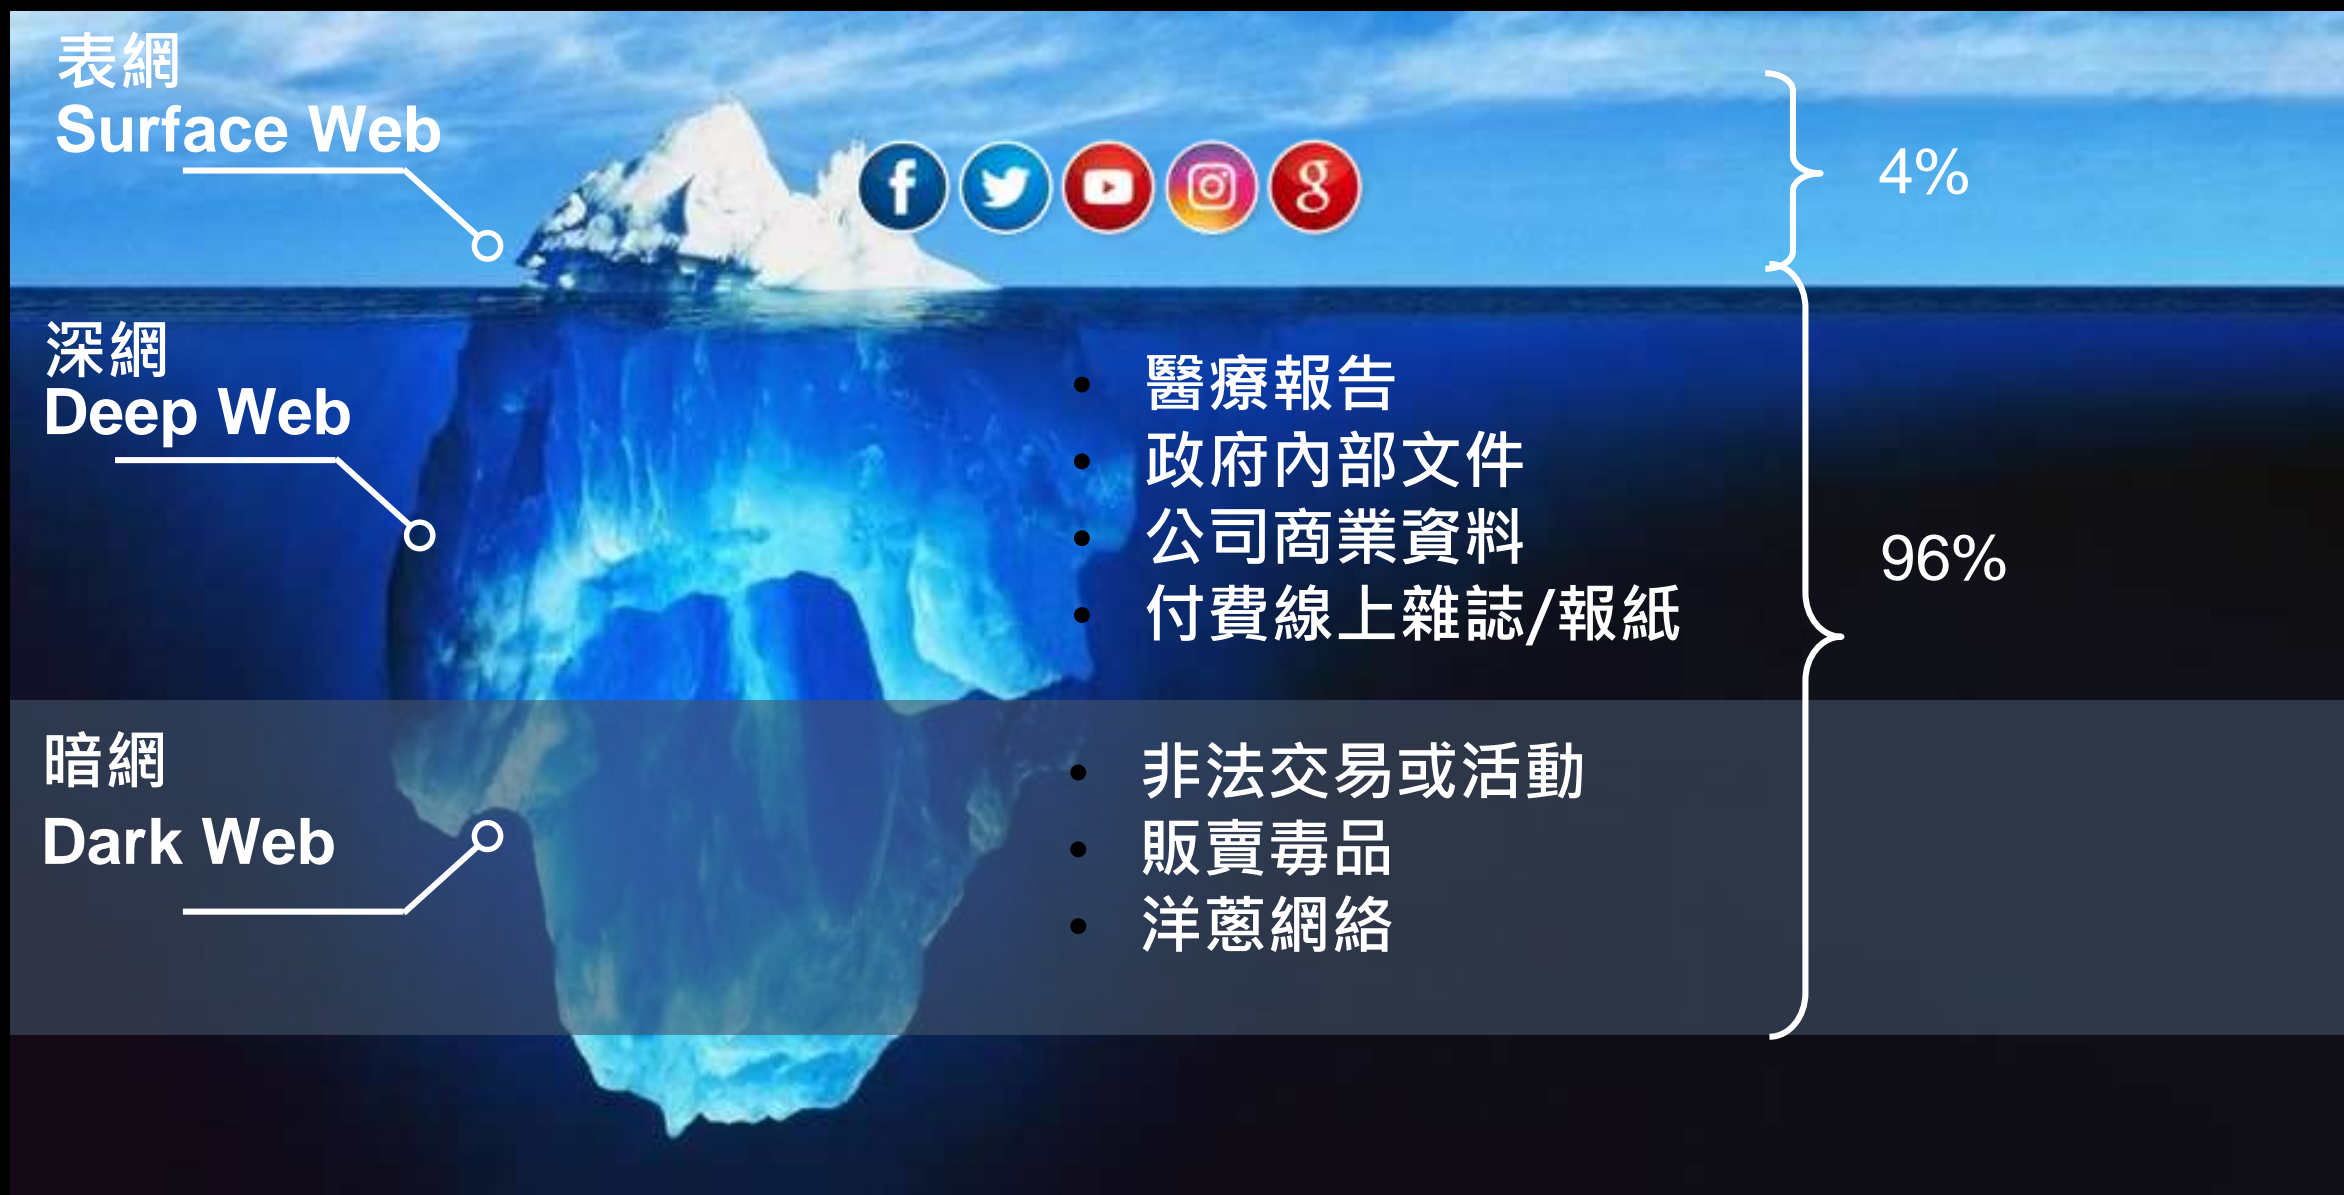 表網
Surface Web
f
g
4%
深網
Deep Web
• 醫療報告
• 政府內部文件
• 公司商業資料
• 付費線上雜誌/報紙
96%
暗網
Dark Web
• 非法交易或活動
• 販賣毒品
• 洋蔥網絡